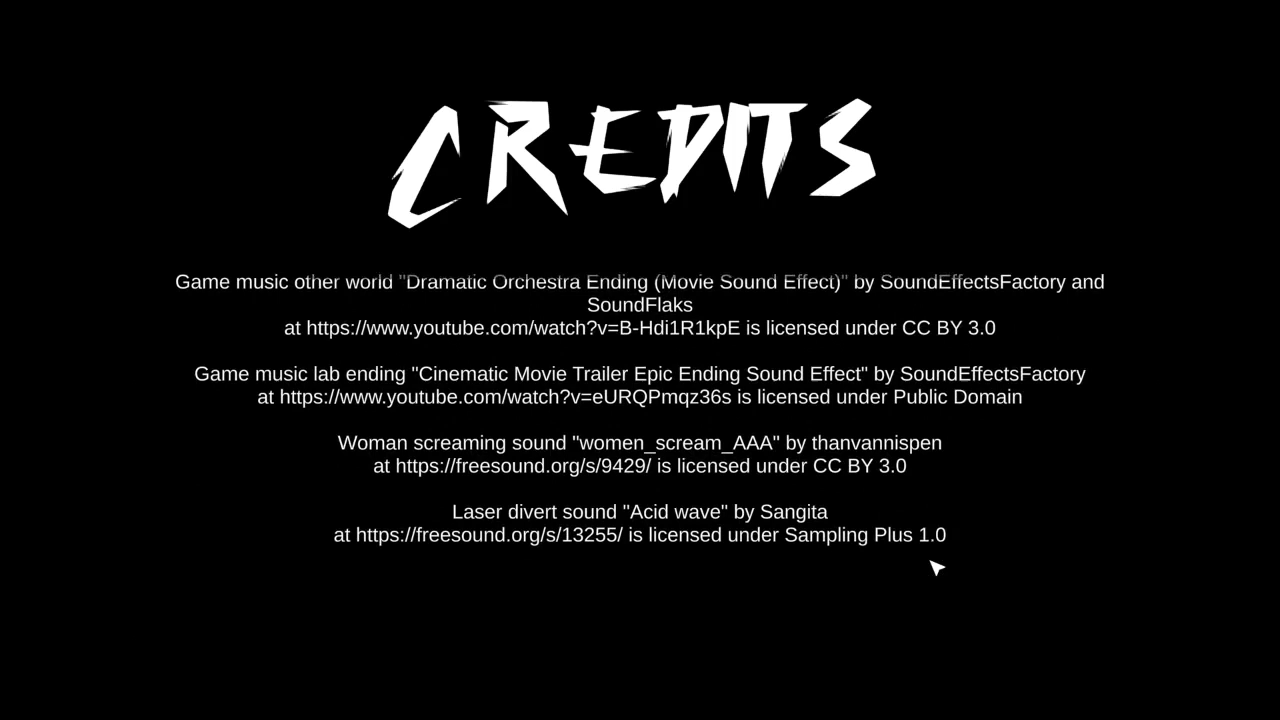 CREDITS
Game music other world "Dramatic Orchestra Ending (Movie Sound Effect)" by SoundEffectsFactory and
SoundFlaks
at https://www.youtube.com/watch?v=B-Hdi1R1kpE is licensed under CC BY 3.0
Game music lab ending "Cinematic Movie Trailer Epic Ending Sound Effect" by SoundEffectsFactory
at https://www.youtube.com/watch?v=eURQPmqz36s is licensed under Public Domain
Woman screaming sound "women_scream_AAA" by thanvannispen
at https://freesound.org/s/9429/ is licensed under CC BY 3.0
Laser divert sound "Acid wave" by Sangita
at https://freesound.org/s/13255/ is licensed under Sampling Plus 1.0